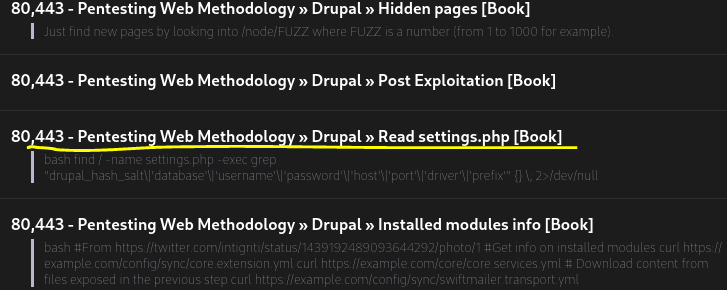 80,443 - Pentesting Web Methodology » Drupal » Hidden pages [Book]
Just find new pages by looking into /node/FUZZ where FUZZ is a number (from 1 to 1000 for example).
80,443 - Pentesting Web Methodology » Drupal » Post Exploitation [Book]
80,443 - Pentesting Web Methodology » Drupal » Read settings.php [Book]
bash find / -name settings.php -exec grep
"drupal_hash_salt\|'database'\|'username'\|'password'\|'host'\|'port'\|'driver'\|'prefix'" {} \, 2>/dev/null
80,443 - Pentesting Web Methodology » Drupal » Installed modules info [Book]
bash #From https://twitter.com/intigriti/status/1439192489093644292/photo/1 #Get info on installed modules curl https://
example.com/config/sync/core.extension.yml curl https://example.com/core/core.services.yml # Download content from
files exposed in the previous step curl https://example.com/config/sync/swiftmailer.transport.yml